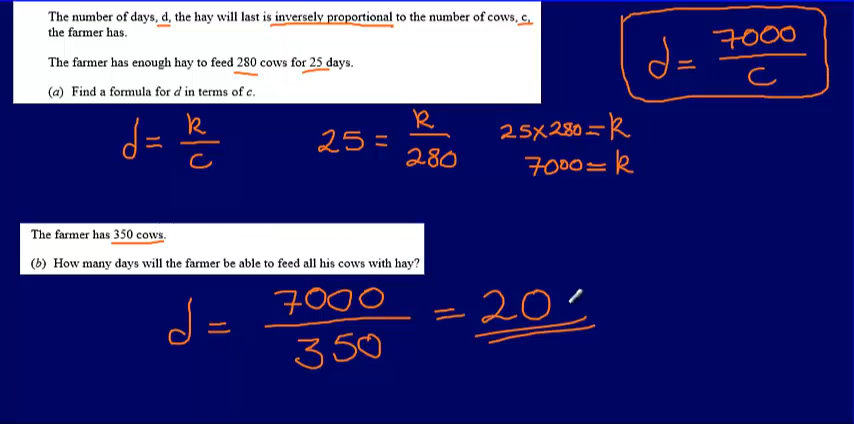 The number of days, d, the hay will last is inversely proportional to the number of cows, c,
the farmer has.
The farmer has enough hay to feed 280 cows for 25 days.
(a) Find a formula for d in terms of c.
d = 7000/c
d = k/c
25 = k/280
25×280=k
7000=k
The farmer has 350 cows.
(b) How many days will the farmer be able to feed all his cows with hay?
d = 7000/350 = 20